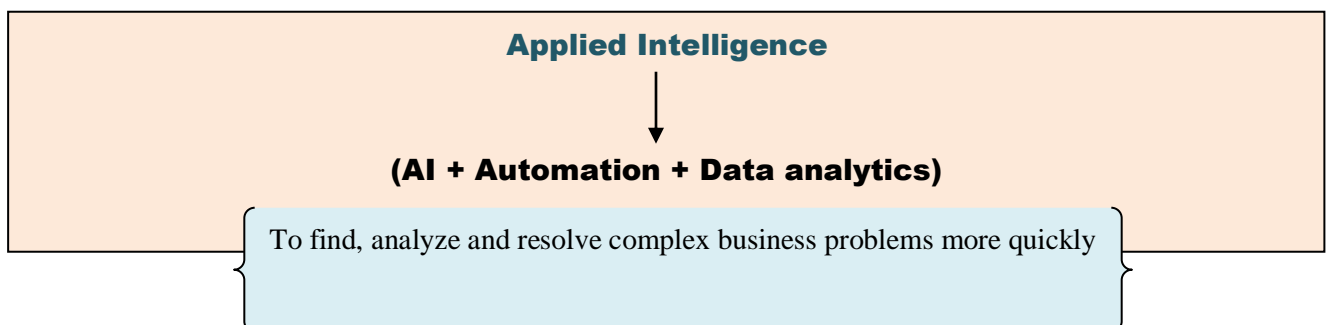 Applied Intelligence
(AI + Automation + Data analytics)
To find, analyze and resolve complex business problems more quickly